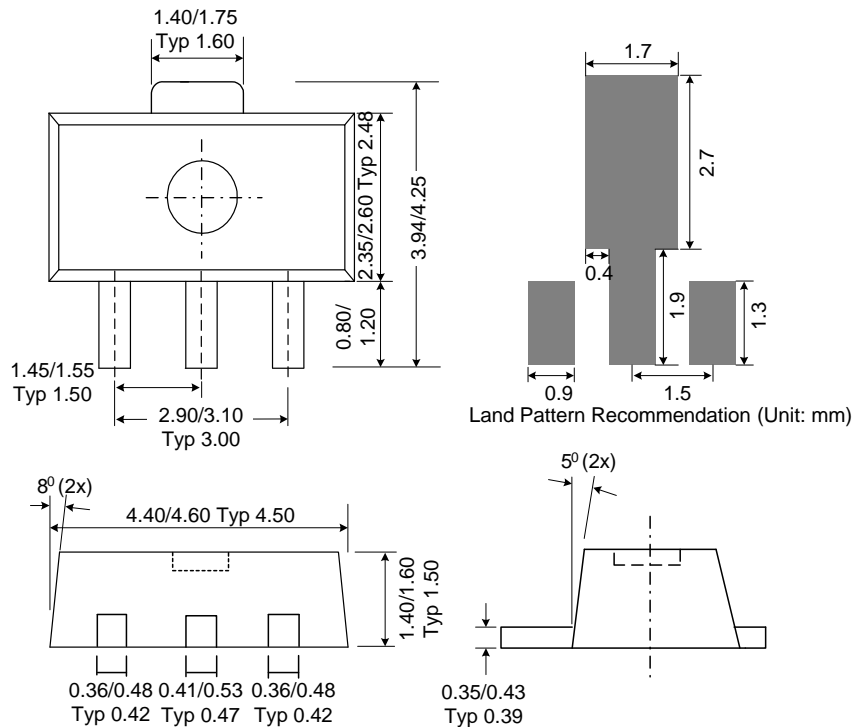 1.40/1.75
Typ 1.60
2.35/2.60 Typ 2.48
3.94/4.25
0.80/
1.20
1.45/1.55
Typ 1.50
2.90/3.10
Typ 3.00
1.7
2.7
0.4
1.9
1.3
0.9
1.5
Land Pattern Recommendation (Unit: mm)
8⁰ (2x)
4.40/4.60 Typ 4.50
1.40/1.60
Typ 1.50
0.36/0.48
Typ 0.42
0.41/0.53
Typ 0.47
0.36/0.48
Typ 0.42
5⁰ (2x)
0.35/0.43
Typ 0.39